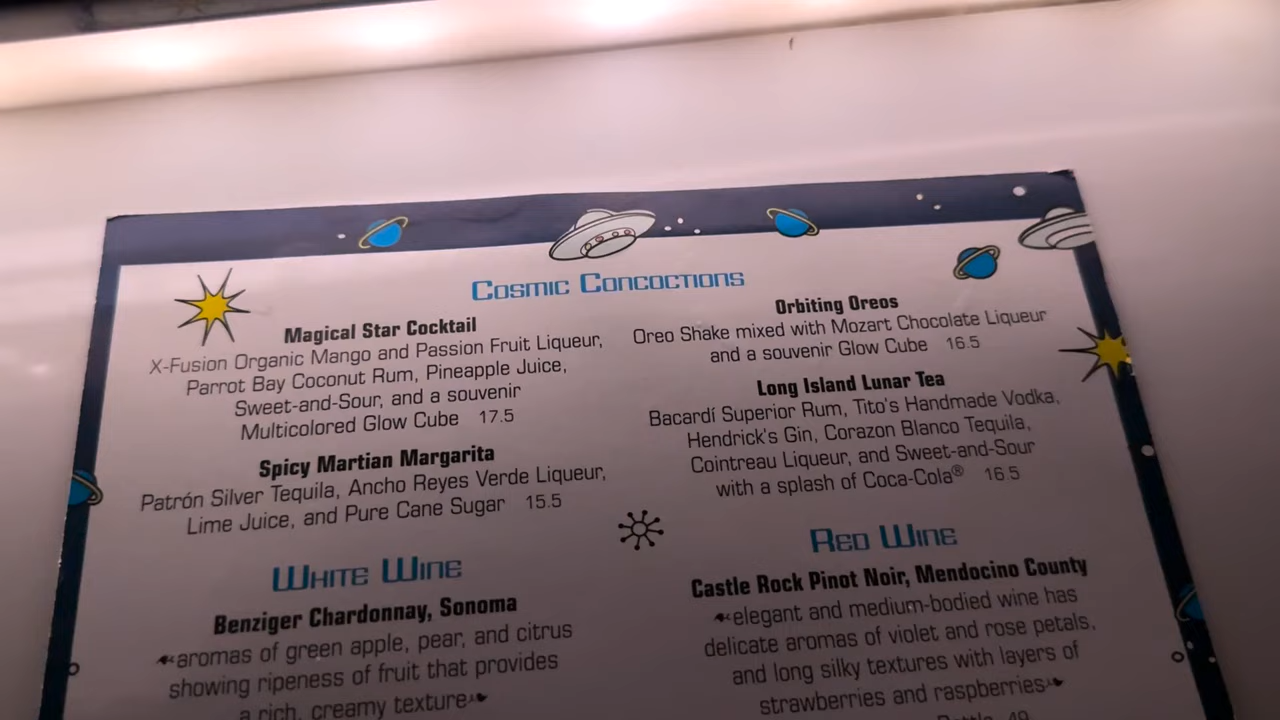 Cosmic Concoctions
Magical Star Cocktail
X-Fusion Organic Mango and Passion Fruit Liqueur,
Parrot Bay Coconut Rum, Pineapple Juice,
Sweet-and-Sour, and a souvenir
Multicolored Glow Cube 17.5
Spicy Martian Margarita
Patrón Silver Tequila, Ancho Reyes Verde Liqueur,
Lime Juice, and Pure Cane Sugar 15.5
Orbiting Oreos
Oreo Shake mixed with Mozart Chocolate Liqueur
and a souvenir Glow Cube 16.5
Long Island Lunar Tea
Bacardí Superior Rum, Tito's Handmade Vodka,
Hendrick's Gin, Corazon Blanco Tequila,
Cointreau Liqueur, and Sweet-and-Sour
with a splash of Coca-Cola® 16.5
White Wine
Benziger Chardonnay, Sonoma
aromas of green apple, pear, and citrus
showing ripeness of fruit that provides
a rich, creamy texture
Red Wine
Castle Rock Pinot Noir, Mendocino County
elegant and medium-bodied wine has
delicate aromas of violet and rose petals,
and long silky textures with layers of
strawberries and raspberries